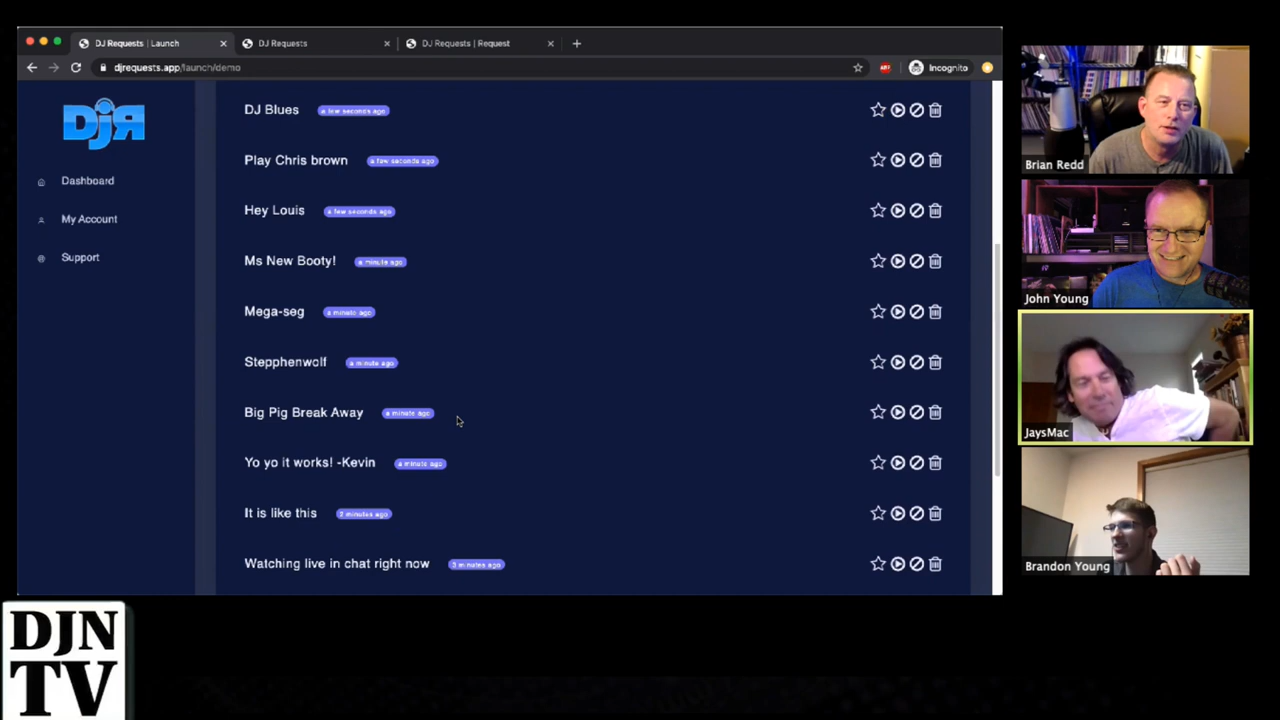 DJ Requests | Launch
DJ Requests
DJ Requests | Request
djrequests.app/launch/demo
ABP
Incognito
DJR
Dashboard
My Account
Support
DJ Blues a few seconds ago
Play Chris brown a few seconds ago
Hey Louis a few seconds ago
Ms New Booty! a minute ago
Mega-seg a minute ago
Stepphenwolf a minute ago
Big Pig Break Away a minute ago
Yo yo it works! -Kevin a minute ago
It is like this 2 minutes ago
Watching live in chat right now 3 minutes ago
Brian Redd
John Young
JaysMac
Brandon Young
DJN
TV